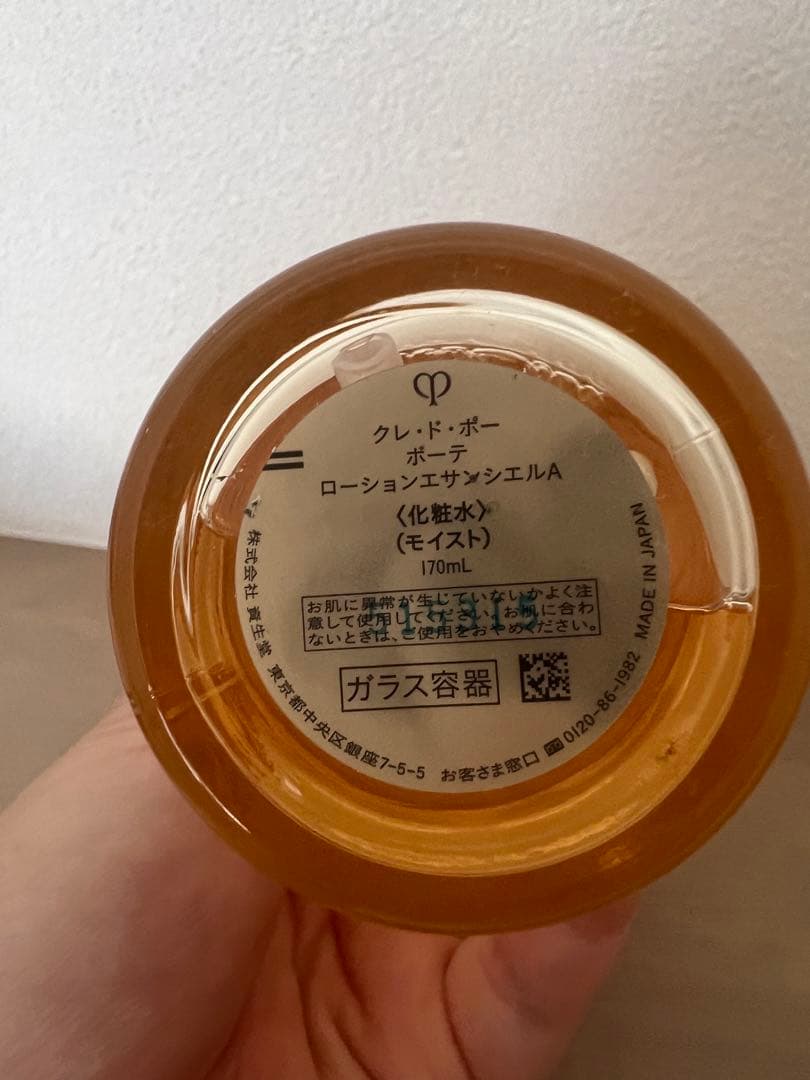 クレ・ド・ポー
ボーテ
ローションエサンシエルA
〈化粧水〉
(モイスト)
170mL
お肌に異常が生じていないかよく注
意して使用してください。お肌に合わ
ないときは、ご使用をおやめください。
ガラス容器
株式会社 資生堂 東京都中央区銀座7-5-5 お客さま窓口 0120-86-1982 MADE IN JAPAN